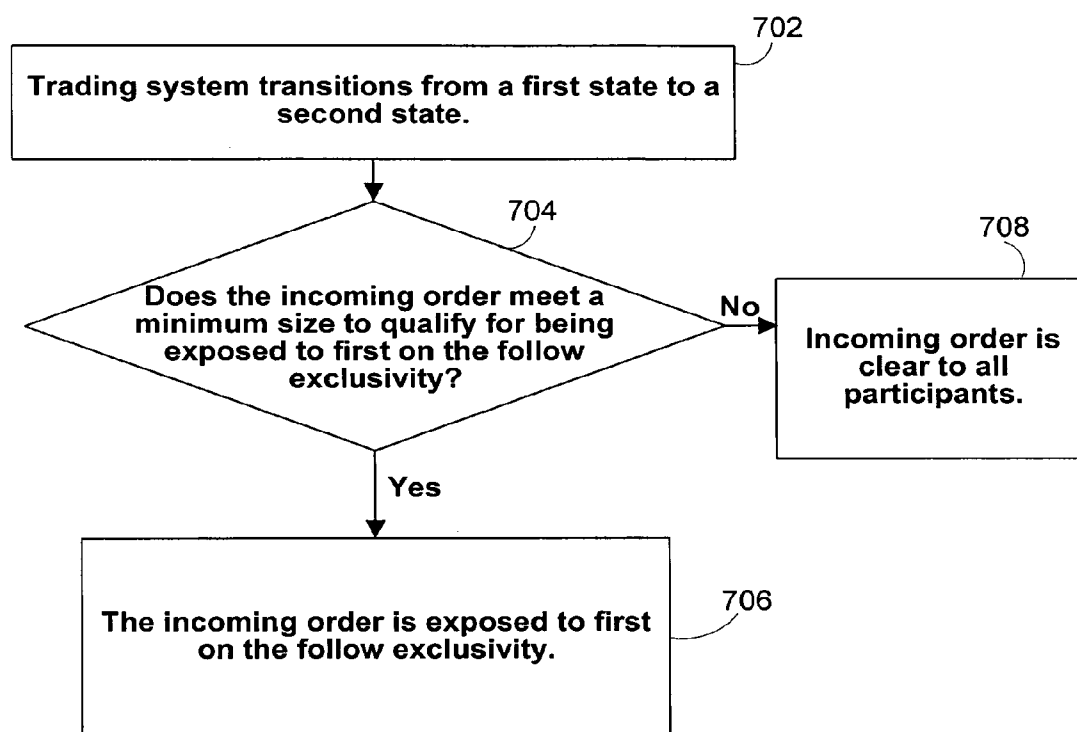 702
Trading system transitions from a first state to a
second state.
704
Does the incoming order meet a
minimum size to qualify for being
exposed to first on the follow
exclusivity?
No
708
Incoming order is
clear to all
participants.
Yes
706
The incoming order is exposed to first
on the follow exclusivity.